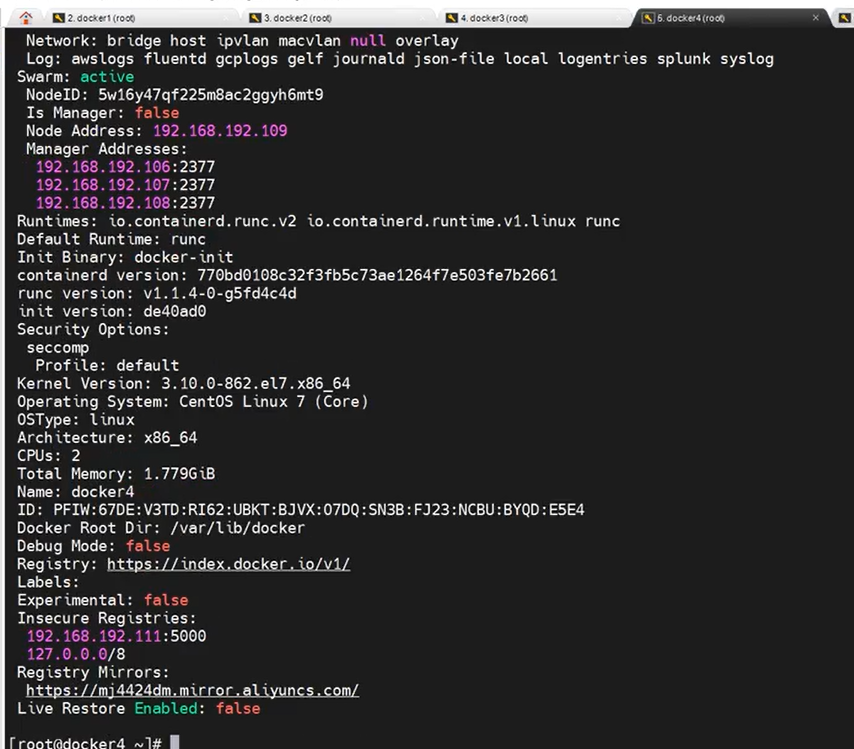 2. docker1 (root)
3. docker2 (root)
4. docker3 (root)
5. docker4 (root)
Network: bridge host ipvlan macvlan null overlay
Log: awslogs fluentd gcplogs gelf journald json-file local logentries splunk syslog
Swarm: active
NodeID: 5w16y47qf225m8ac2ggyh6mt9
Is Manager: false
Node Address: 192.168.192.109
Manager Addresses:
192.168.192.106:2377
192.168.192.107:2377
192.168.192.108:2377
Runtimes: io.containerd.runc.v2 io.containerd.runtime.v1.linux runc
Default Runtime: runc
Init Binary: docker-init
containerd version: 770bd0108c32f3fb5c73ae1264f7e503fe7b2661
runc version: v1.1.4-0-g5fd4c4d
init version: de40ad0
Security Options:
seccomp
Profile: default
Kernel Version: 3.10.0-862.el7.x86_64
Operating System: CentOS Linux 7 (Core)
OSType: linux
Architecture: x86_64
CPUs: 2
Total Memory: 1.779GiB
Name: docker4
ID: PFIW:67DE:V3TD:RI62:UBKT:BJVX:O7DQ:SN3B:FJ23:NCBU:BYQD:E5E4
Docker Root Dir: /var/lib/docker
Debug Mode: false
Registry: https://index.docker.io/v1/
Labels:
Experimental: false
Insecure Registries:
192.168.192.111:5000
127.0.0.0/8
Registry Mirrors:
https://mj4424dm.mirror.aliyuncs.com/
Live Restore Enabled: false
[root@docker4 ~]#